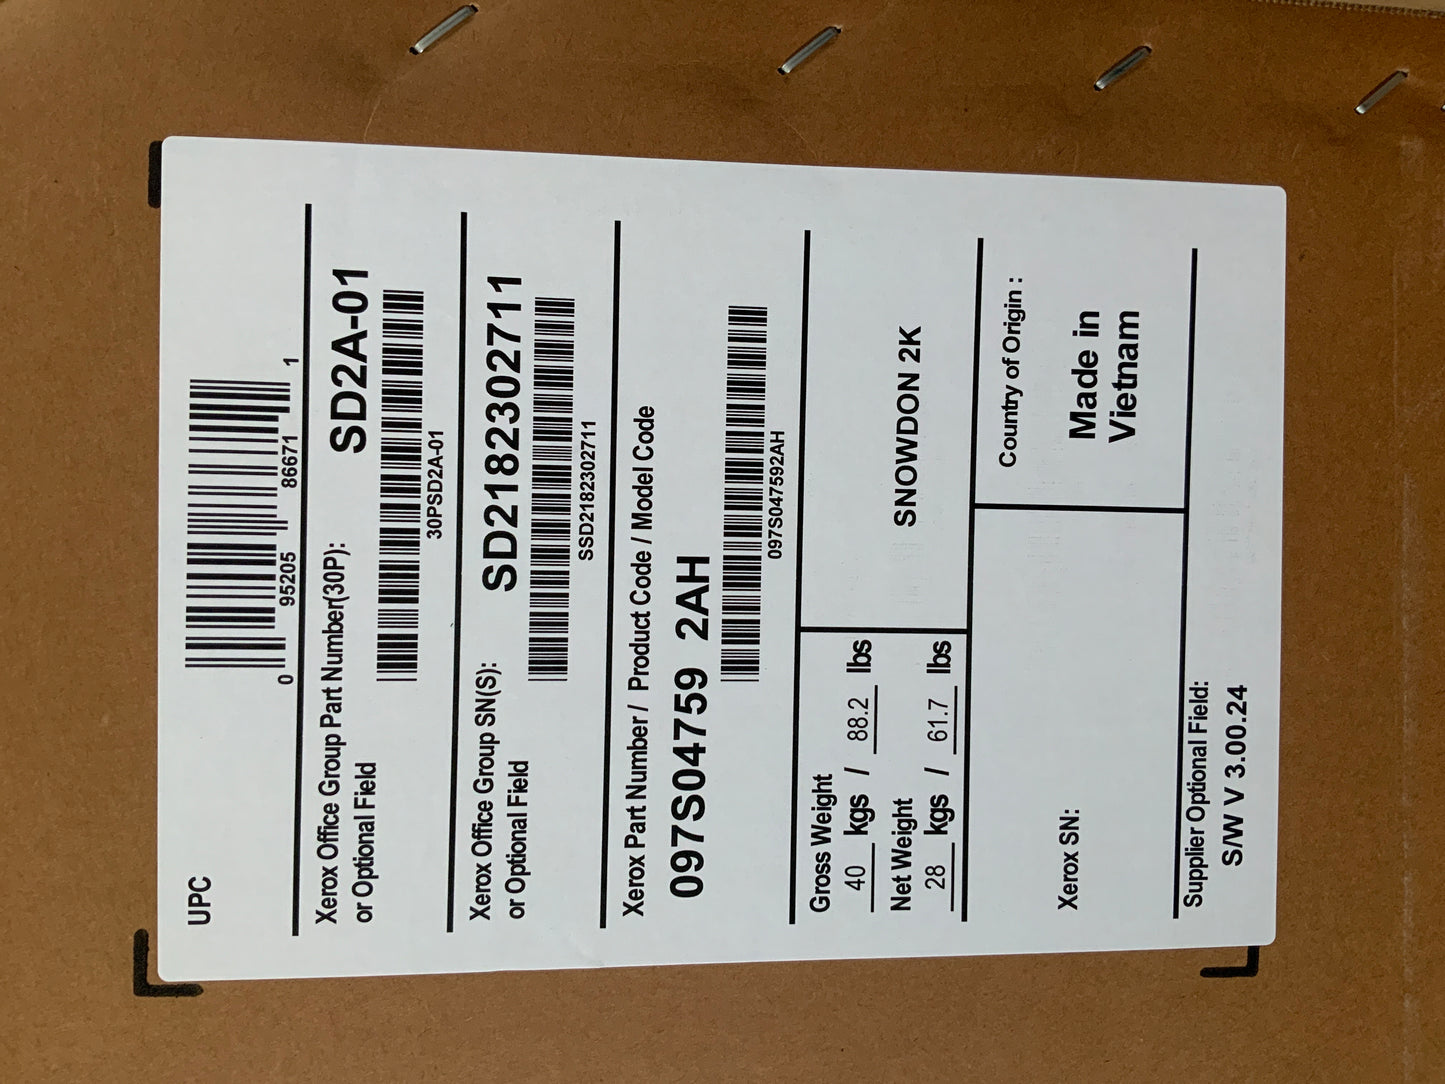 UPC
0 95205 86671 1
Xerox Office Group Part Number(30P):
or Optional Field
SD2A-01
30PSD2A-01
Xerox Office Group SN(S):
or Optional Field
SD2182302711
SSD2182302711
Xerox Part Number / Product Code / Model Code
097S04759 2AH
097S047592AH
Gross Weight
40 kgs / 88.2 lbs
Net Weight
28 kgs / 61.7 lbs
SNOWDON 2K
Xerox SN:
Country of Origin :
Made in
Vietnam
Supplier Optional Field:
S/W V 3.00.24